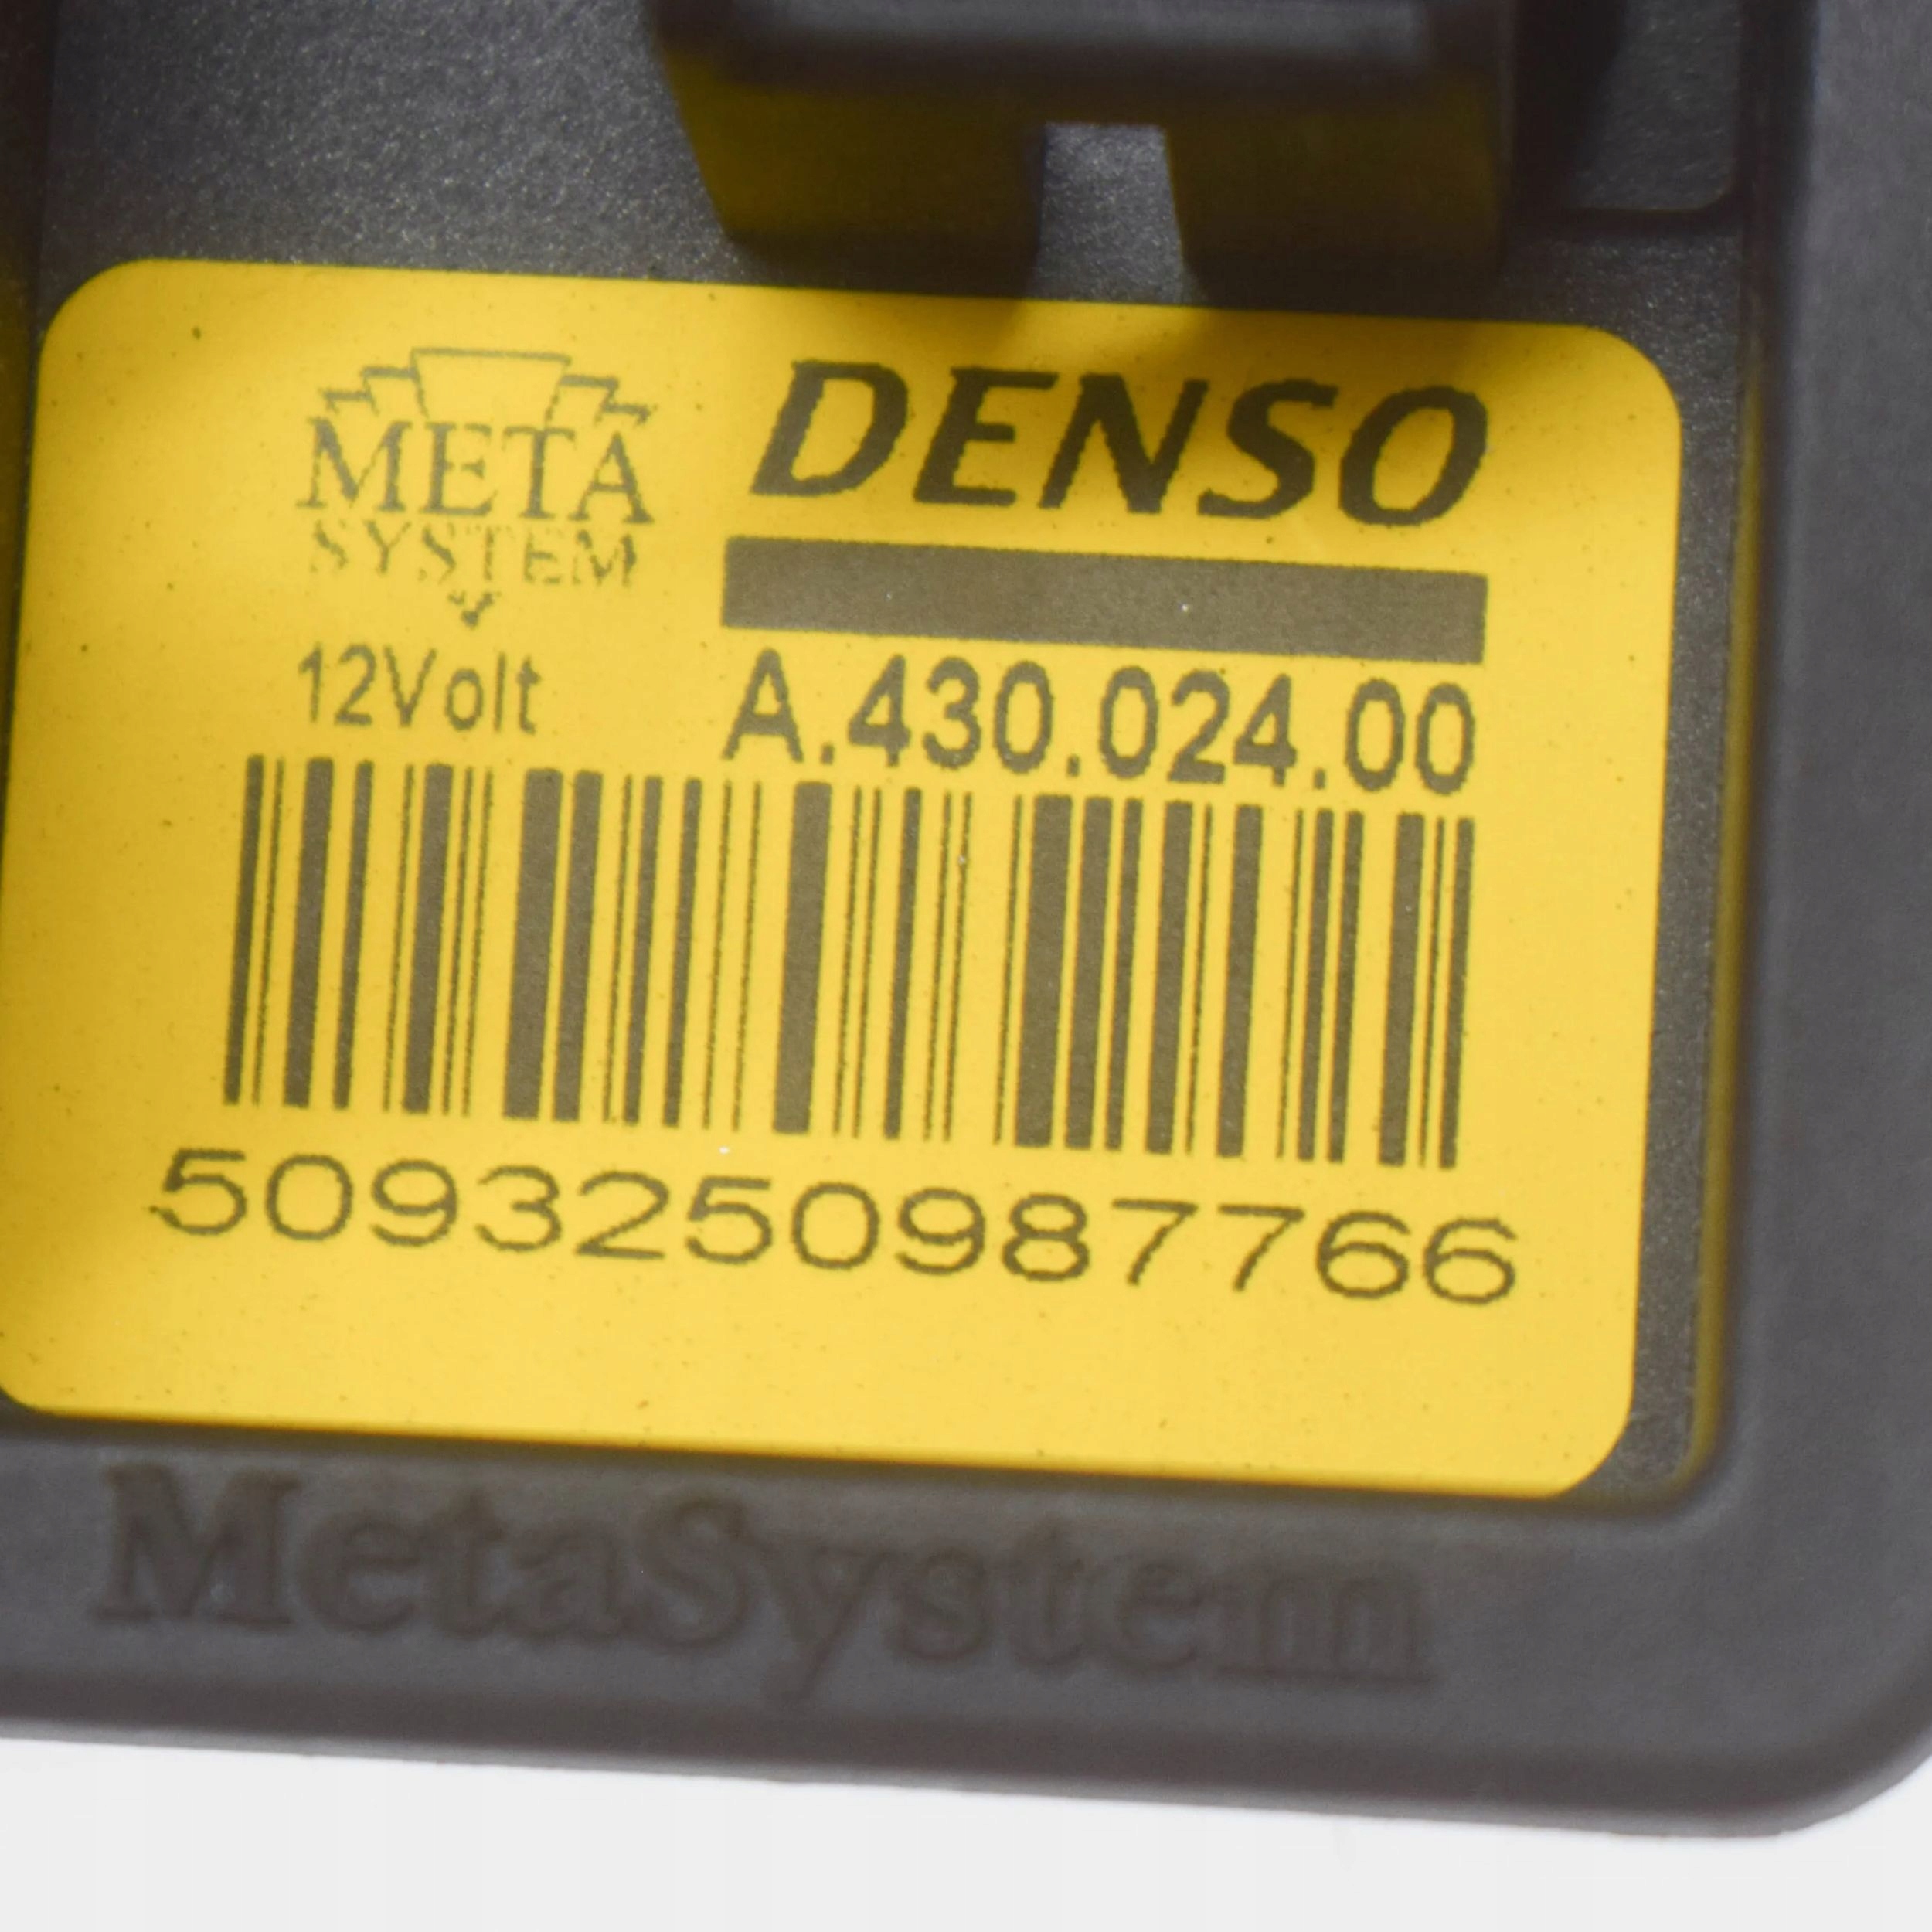 META
SYSTEM
DENSO
12Volt
A.430.024.00
5093250987766
MetaSystem